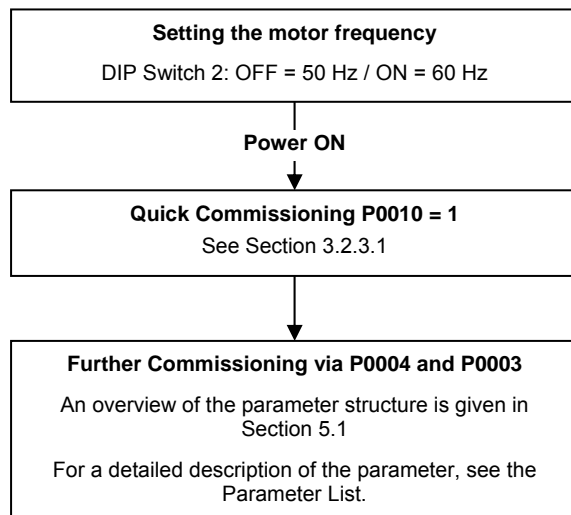 Setting the motor frequency
DIP Switch 2: OFF = 50 Hz / ON = 60 Hz
Power ON
Quick Commissioning P0010 = 1
See Section 3.2.3.1
Further Commissioning via P0004 and P0003
An overview of the parameter structure is given in
Section 5.1
For a detailed description of the parameter, see the
Parameter List.